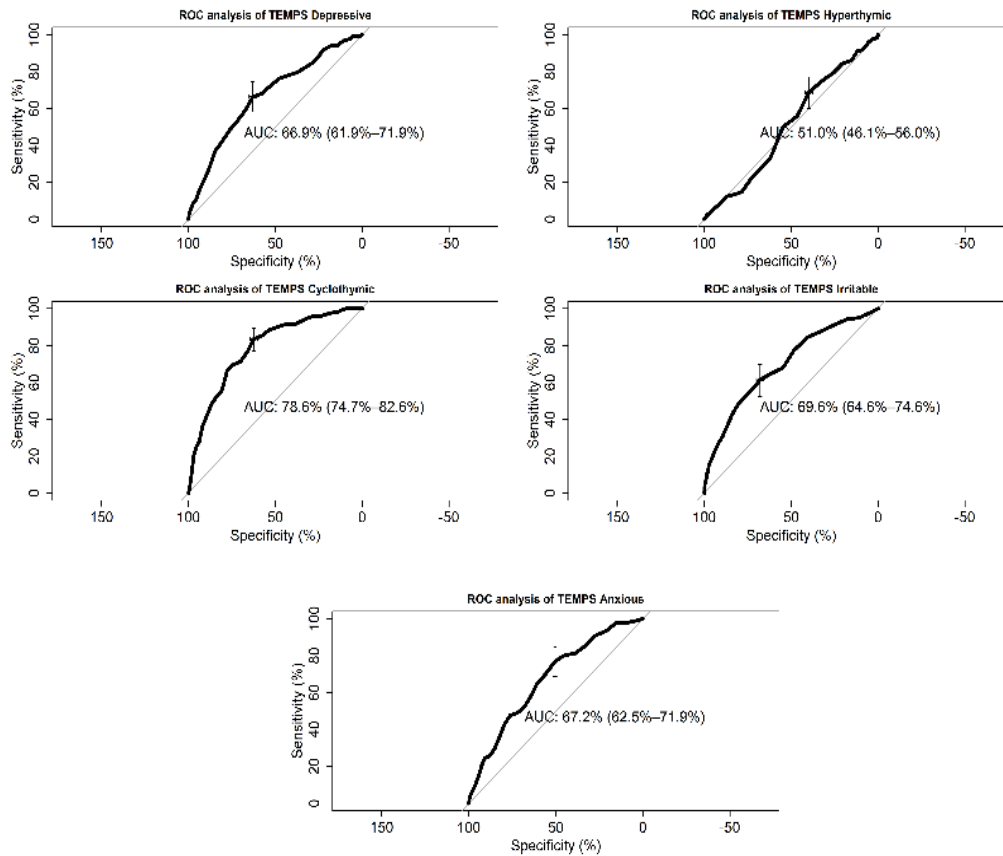 ROC analysis of TEMPS Depressive
Sensitivity (%)
100
80
60
40
20
0
AUC: 66.9% (61.9%–71.9%)
150 100 50 0 -50
Specificity (%)
ROC analysis of TEMPS Hyperthymic
Sensitivity (%)
100
80
60
40
20
0
AUC: 51.0% (46.1%–56.0%)
150 100 50 0 -50
Specificity (%)
ROC analysis of TEMPS Cyclothymic
Sensitivity (%)
100
80
60
40
20
0
AUC: 78.6% (74.7%–82.6%)
150 100 50 0 -50
Specificity (%)
ROC analysis of TEMPS Irritable
Sensitivity (%)
100
80
60
40
20
0
AUC: 69.6% (64.6%–74.6%)
150 100 50 0 -50
Specificity (%)
ROC analysis of TEMPS Anxious
Sensitivity (%)
100
80
60
40
20
0
AUC: 67.2% (62.5%–71.9%)
150 100 50 0 -50
Specificity (%)